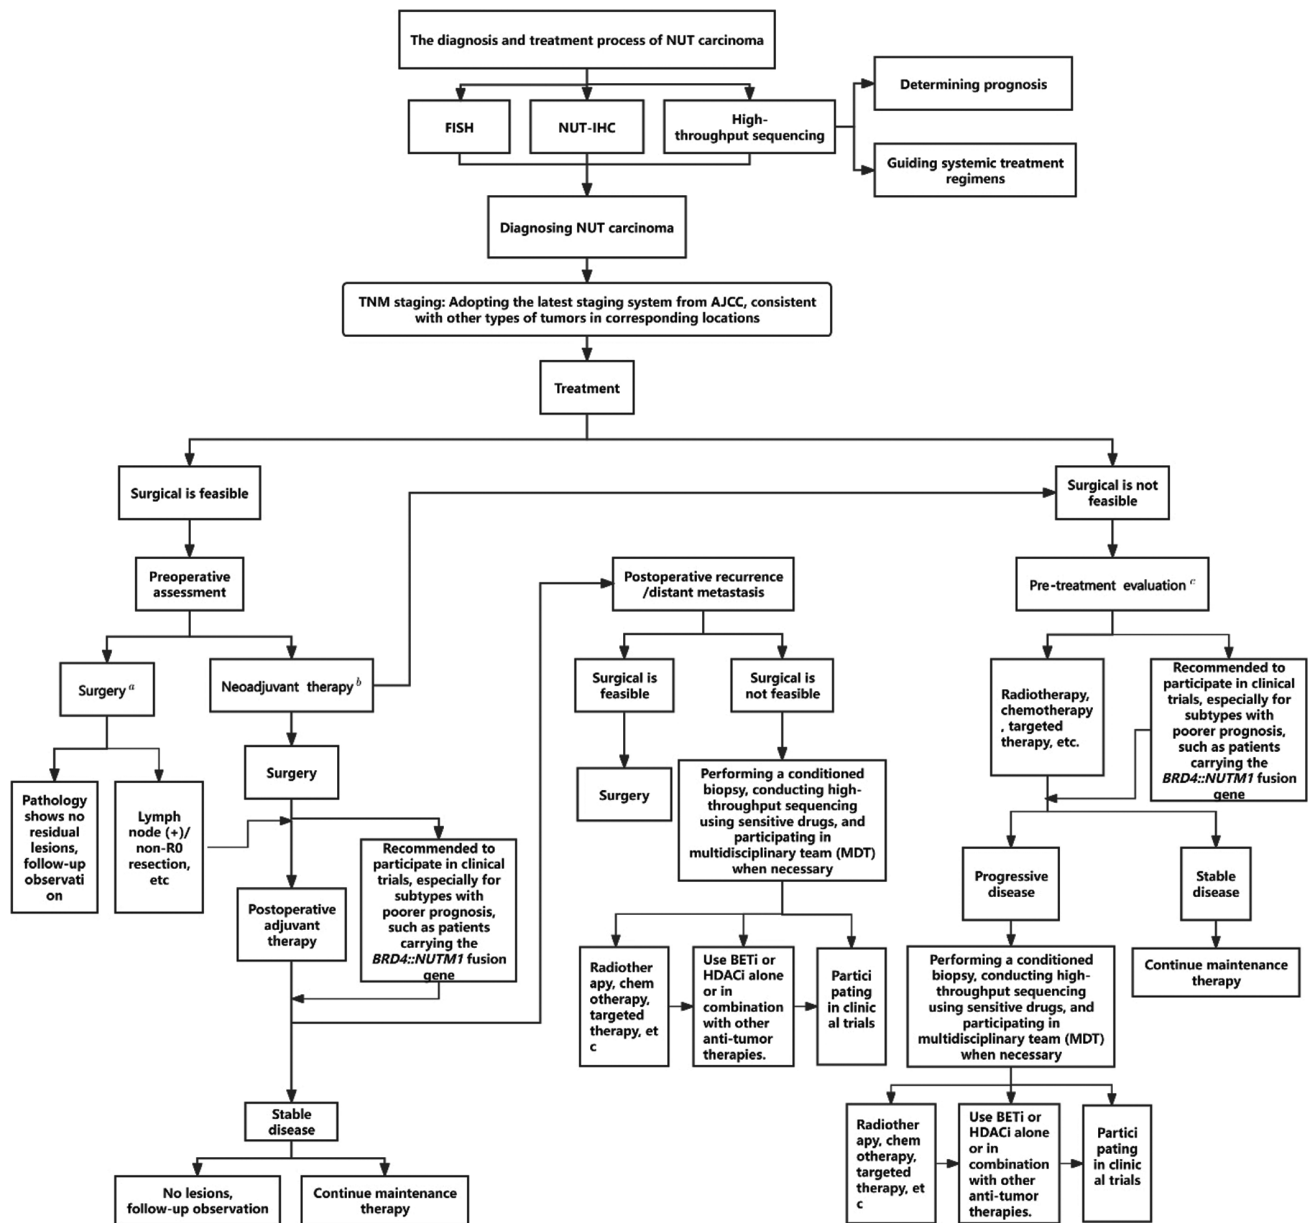 The diagnosis and treatment process of NUT carcinoma
FISH
NUT-IHC
High-
throughput sequencing
Determining prognosis
Guiding systemic treatment
regimens
Diagnosing NUT carcinoma
TNM staging: Adopting the latest staging system from AJCC, consistent
with other types of tumors in corresponding locations
Treatment
Surgical is feasible
Surgical is not
feasible
Preoperative
assessment
Postoperative recurrence
/distant metastasis
Pre-treatment evaluation c
Surgery a
Neoadjuvant therapy b
Surgical is
feasible
Surgical is
not feasible
Radiotherapy,
chemotherapy
, targeted
therapy, etc.
Recommended to
participate in clinical
trials, especially for
subtypes with
poorer prognosis,
such as patients
carrying the
BRD4::NUTM1 fusion
gene
Surgery
Surgery
Performing a conditioned
biopsy, conducting high-
throughput sequencing
using sensitive drugs, and
participating in
multidisciplinary team (MDT)
when necessary
Pathology
shows no
residual
lesions,
follow-up
observati
on
Lymph
node (+)/
non-R0
resection,
etc
Recommended to
participate in clinical
trials, especially for
subtypes with
poorer prognosis,
such as patients
carrying the
BRD4::NUTM1 fusion
gene
Postoperative
adjuvant
therapy
Progressive
disease
Stable
disease
Radiother
apy, chem
otherapy,
targeted
therapy, et
c
Use BETi or
HDACi alone
or in
combination
with other
anti-tumor
therapies.
Partici
pating
in clinic
al trials
Performing a conditioned
biopsy, conducting high-
throughput sequencing
using sensitive drugs, and
participating in
multidisciplinary team (MDT)
when necessary
Continue maintenance
therapy
Stable
disease
No lesions,
follow-up observation
Continue maintenance
therapy
Radiother
apy, chem
otherapy,
targeted
therapy, et
c
Use BETi or
HDACi alone
or in
combination
with other
anti-tumor
therapies.
Partici
pating
in clinic
al trials